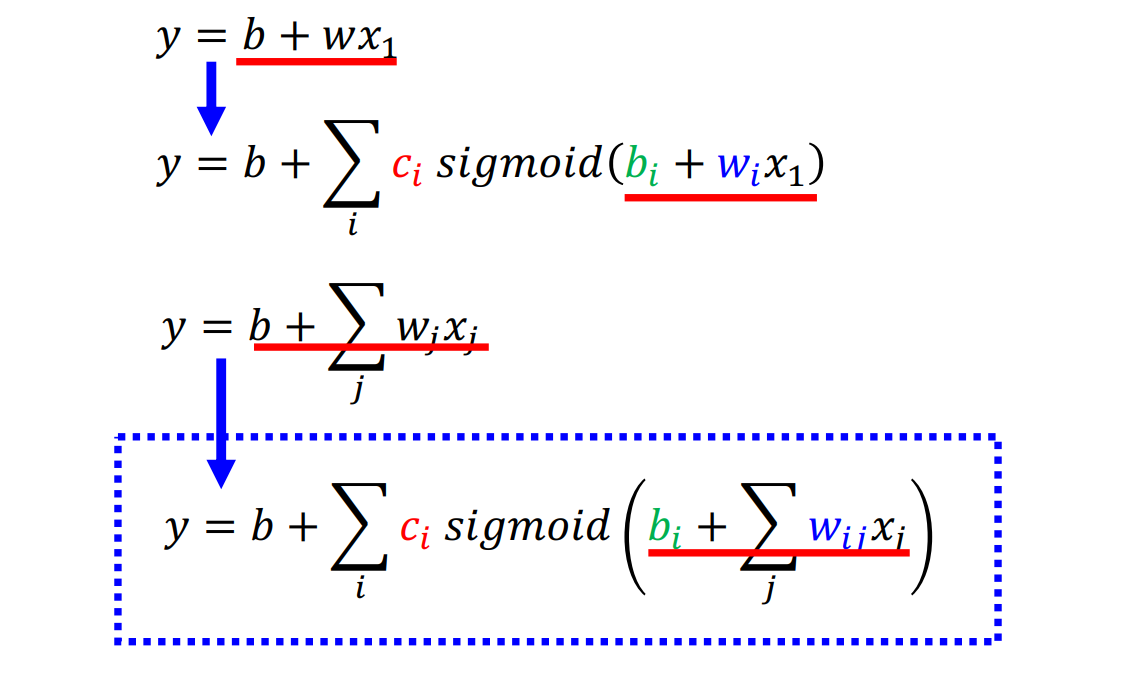 y = b + wx₁
y = b + ∑ᵢ cᵢ sigmoid(bᵢ + wᵢx₁)
y = b + ∑ⱼ wⱼxⱼ
y = b + ∑ᵢ cᵢ sigmoid(bᵢ + ∑ⱼ wᵢⱼxⱼ)